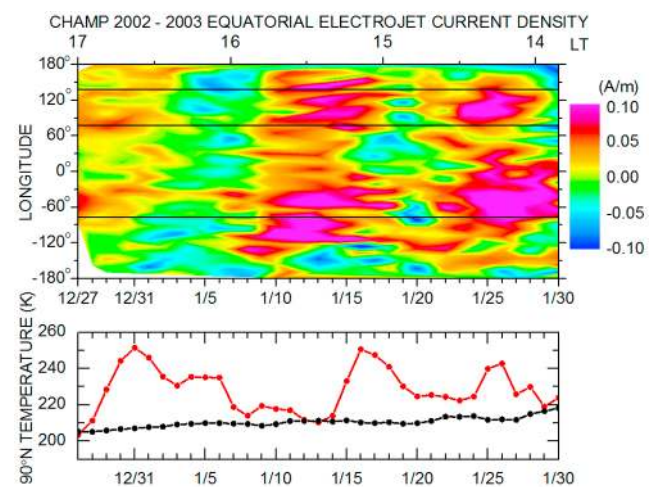 CHAMP 2002 - 2003 EQUATORIAL ELECTROJET CURRENT DENSITY
17 16 15 14 LT
180°
120°
60°
0°
-60°
-120°
-180°
LONGITUDE
(A/m)
0.10
0.05
0.00
-0.05
-0.10
12/27 12/31 1/5 1/10 1/15 1/20 1/25 1/30
260
240
220
200
90°N TEMPERATURE (K)
12/31 1/5 1/10 1/15 1/20 1/25 1/30